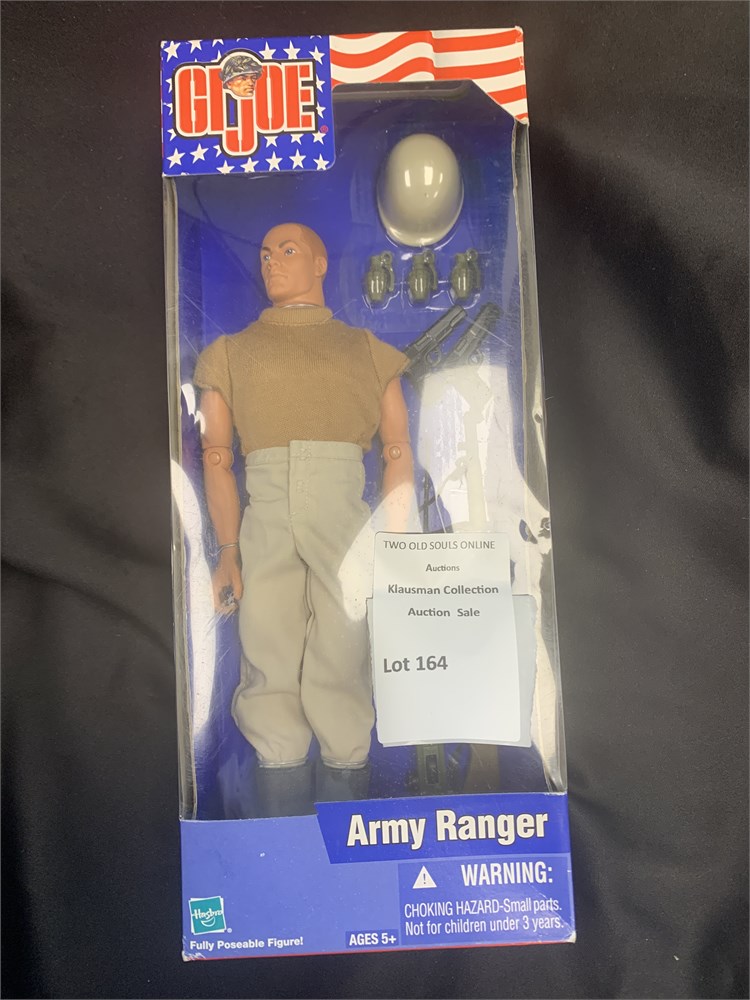 GI JOE
TWO OLD SOULS ONLINE
Auctions
Klausman Collection
Auction Sale
Lot 164
Army Ranger
WARNING:
CHOKING HAZARD-Small parts.
Not for children under 3 years.
Hasbro
Fully Poseable Figure!
AGES 5+